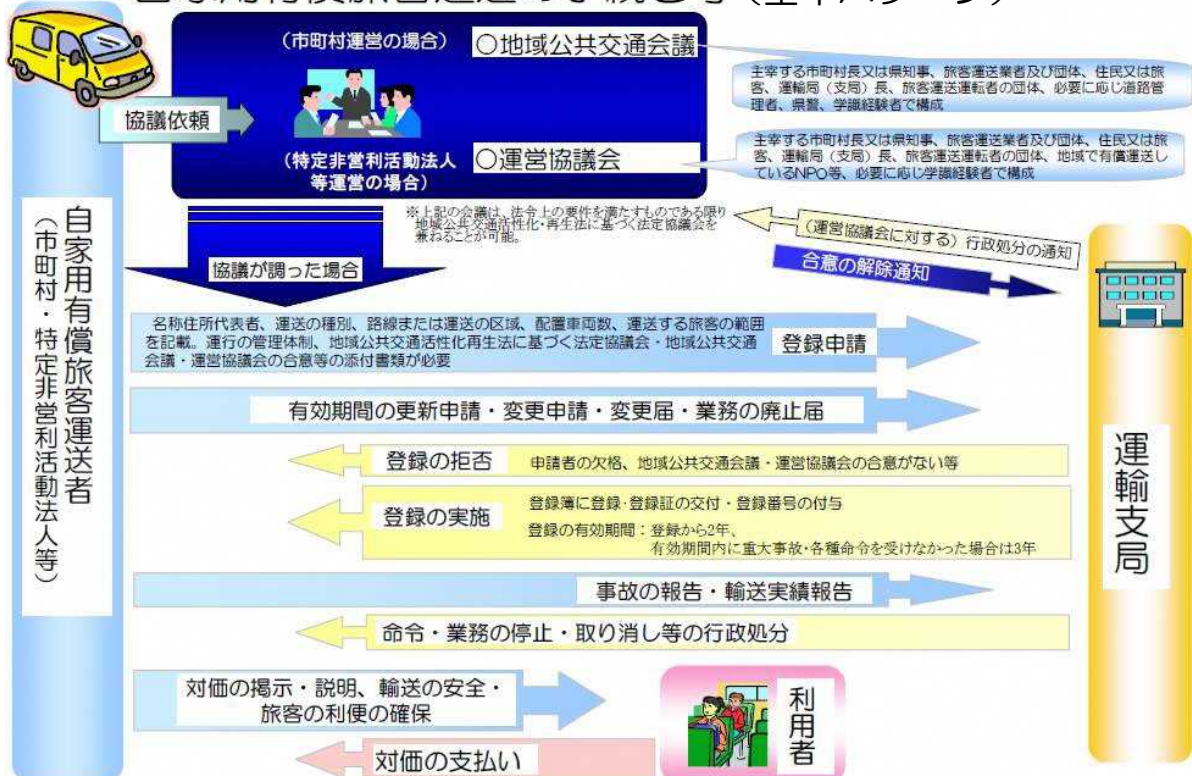 自家用有償旅客運送の手続き等（基本パターン）
（市町村運営の場合）
○地域公共交通会議
主宰する市町村長又は県知事、旅客運送業者及び団体、住民又は旅
客、運輸局（支局）長、旅客運送運転者の団体、必要に応じ道路管
理者、県警、学識経験者で構成
協議依頼
（特定非営利活動法人
等運営の場合）
○運営協議会
主宰する市町村長又は県知事、旅客運送業者及び団体、住民又は旅
客、運輸局（支局）長、旅客運送運転者の団体、地域で有償運送し
ているNPO等、必要に応じ学識経験者で構成
※上記の会議は、法令上の要件を満たすものである限り
地域公共交通活性化・再生法に基づく法定協議会を
兼ねることが可能。
（運営協議会に対する）行政処分の通知
合意の解除通知
協議が調った場合
自家用有償旅客運送者
（市町村・特定非営利活動法人等）
運輸支局
名称住所代表者、運送の種別、路線または運送の区域、配置車両数、運送する旅客の範囲
を記載。運行の管理体制、地域公共交通活性化再生法に基づく法定協議会・地域公共交通
会議・運営協議会の合意等の添付書類が必要
登録申請
有効期間の更新申請・変更申請・変更届・業務の廃止届
登録の拒否
申請者の欠格、地域公共交通会議・運営協議会の合意がない等
登録の実施
登録簿に登録・登録証の交付・登録番号の付与
登録の有効期間：登録から2年、
有効期間内に重大事故・各種命令を受けなかった場合は3年
事故の報告・輸送実績報告
命令・業務の停止・取り消し等の行政処分
対価の掲示・説明、輸送の安全・
旅客の利便の確保
利用者
対価の支払い